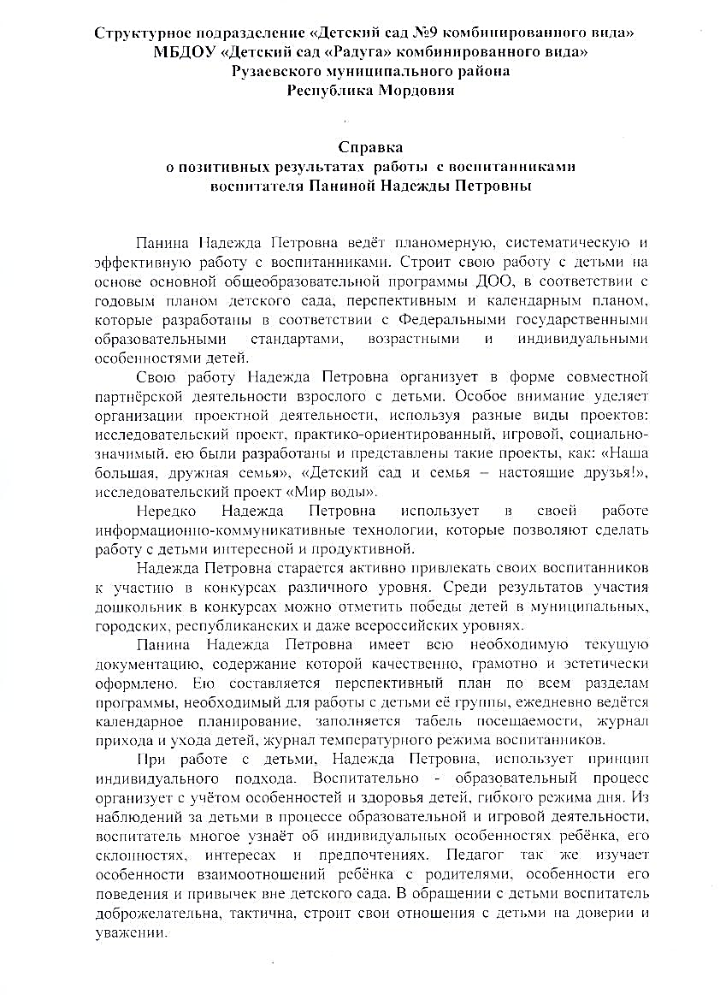 Структурное подразделение «Детский сад №9 комбинированного вида»
МБДОУ «Детский сад «Радуга» комбинированного вида»
Рузаевского муниципального района
Республика Мордовия
Справка
о позитивных результатах работы с воспитанниками
воспитателя Паниной Надежды Петровны
Панина Надежда Петровна ведёт планомерную, систематическую и
эффективную работу с воспитанниками. Строит свою работу с детьми на
основе основной общеобразовательной программы ДОО, в соответствии с
годовым планом детского сада, перспективным и календарным планом,
которые разработаны в соответствии с Федеральными государственными
образовательными стандартами, возрастными и индивидуальными
особенностями детей.
Свою работу Надежда Петровна организует в форме совместной
партнёрской деятельности взрослого с детьми. Особое внимание уделяет
организации проектной деятельности, используя разные виды проектов:
исследовательский проект, практико-ориентированный, игровой, социально-
значимый. ею были разработаны и представлены такие проекты, как: «Наша
большая, дружная семья», «Детский сад и семья – настоящие друзья!»,
исследовательский проект «Мир воды».
Нередко Надежда Петровна использует в своей работе
информационно-коммуникативные технологии, которые позволяют сделать
работу с детьми интересной и продуктивной.
Надежда Петровна старается активно привлекать своих воспитанников
к участию в конкурсах различного уровня. Среди результатов участия
дошкольник в конкурсах можно отметить победы детей в муниципальных,
городских, республиканских и даже всероссийских уровнях.
Панина Надежда Петровна имеет всю необходимую текущую
документацию, содержание которой качественно, грамотно и эстетически
оформлено. Ею составляется перспективный план по всем разделам
программы, необходимый для работы с детьми её группы, ежедневно ведётся
календарное планирование, заполняется табель посещаемости, журнал
прихода и ухода детей, журнал температурного режима воспитанников.
При работе с детьми, Надежда Петровна, использует принцип
индивидуального подхода. Воспитательно - образовательный процесс
организует с учётом особенностей и здоровья детей, гибкого режима дня. Из
наблюдений за детьми в процессе образовательной и игровой деятельности,
воспитатель многое узнаёт об индивидуальных особенностях ребёнка, его
склонностях, интересах и предпочтениях. Педагог так же изучает
особенности взаимоотношений ребёнка с родителями, особенности его
поведения и привычек вне детского сада. В обращении с детьми воспитатель
доброжелательна, тактична, строит свои отношения с детьми на доверии и
уважении.